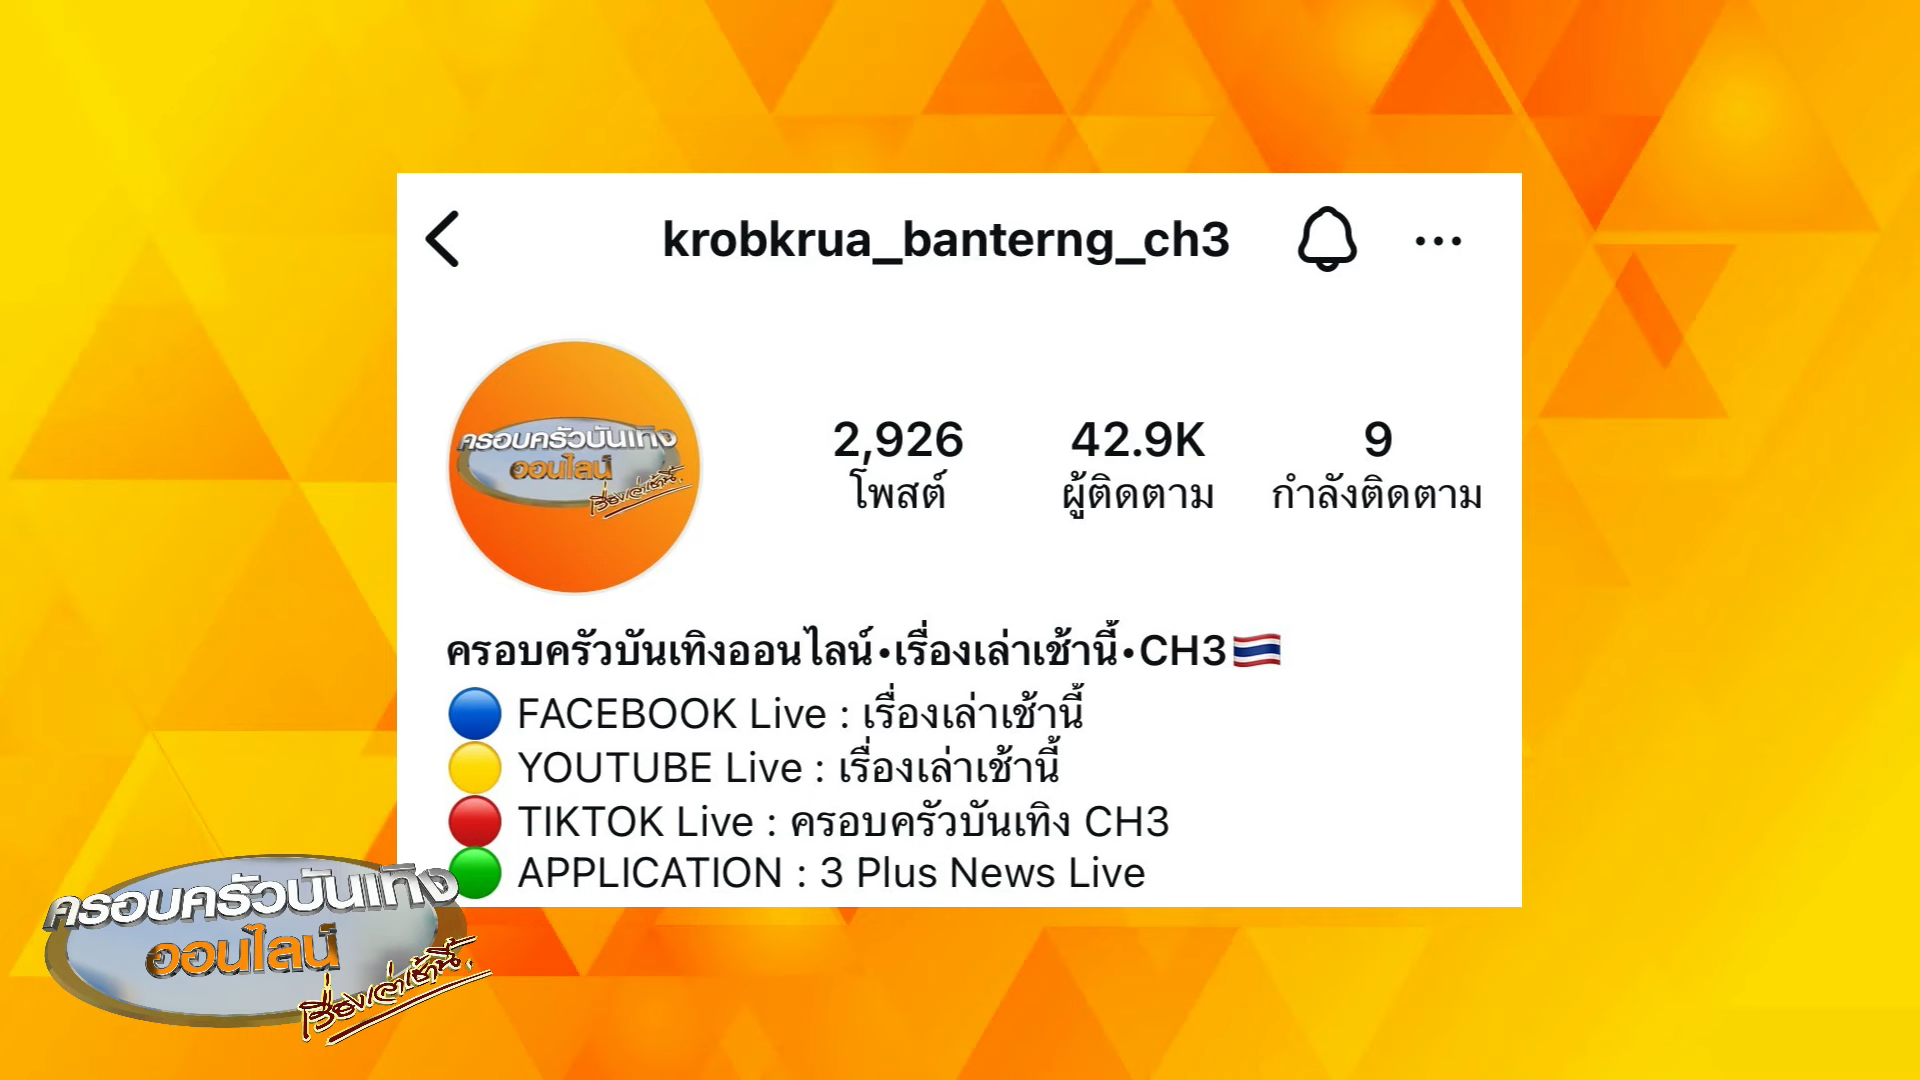 krobkrua_banterng_ch3
ครอบครัวบันเทิง
ออนไลน์
เรื่องเล่าเช้านี้
2,926 42.9K 9
โพสต์ ผู้ติดตาม กำลังติดตาม
ครอบครัวบันเทิงออนไลน์•เรื่องเล่าเช้านี้•CH3🇹🇭
🔵 FACEBOOK Live : เรื่องเล่าเช้านี้
🟡 YOUTUBE Live : เรื่องเล่าเช้านี้
🔴 TIKTOK Live : ครอบครัวบันเทิง CH3
🟢 APPLICATION : 3 Plus News Live
ครอบครัวบันเทิง
ออนไลน์
เรื่องเล่าเช้านี้